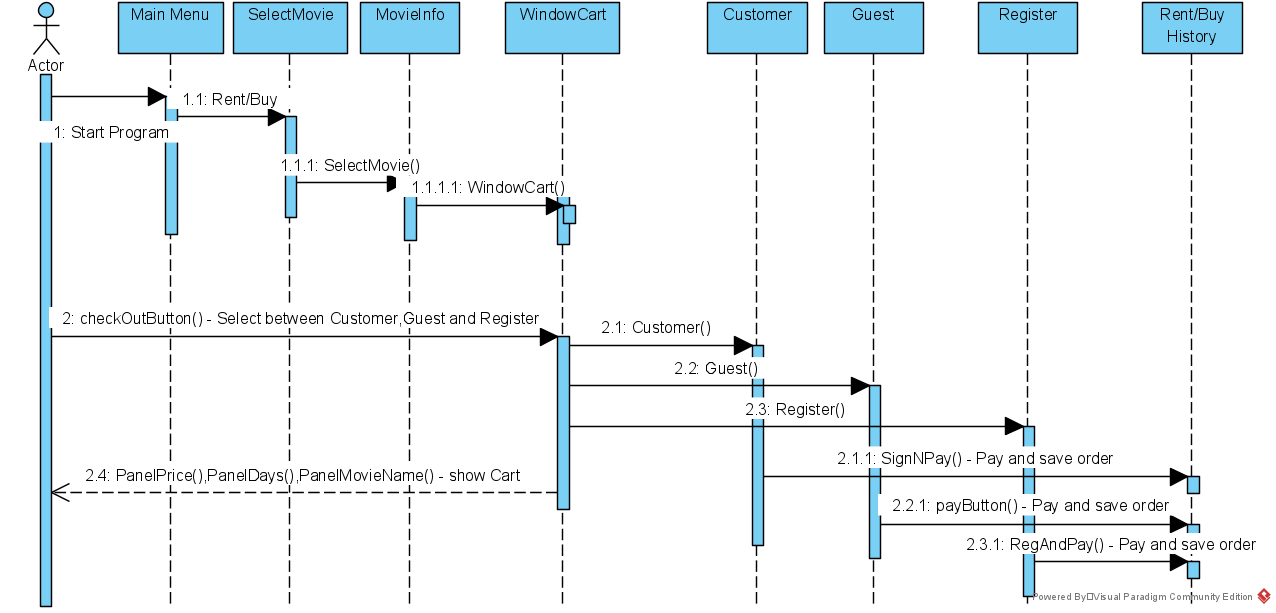 Main Menu
SelectMovie
MovieInfo
WindowCart
Customer
Guest
Register
Rent/Buy
History
Actor
1.1: Rent/Buy
1: Start Program
1.1.1: SelectMovie()
1.1.1.1: WindowCart()
2: checkOutButton() - Select between Customer,Guest and Register
2.1: Customer()
2.2: Guest()
2.3: Register()
2.1.1: SignNPay() - Pay and save order
2.4: PanelPrice(),PanelDays(),PanelMovieName() - show Cart
2.2.1: payButton() - Pay and save order
2.3.1: RegAndPay() - Pay and save order
Powered By Visual Paradigm Community Edition